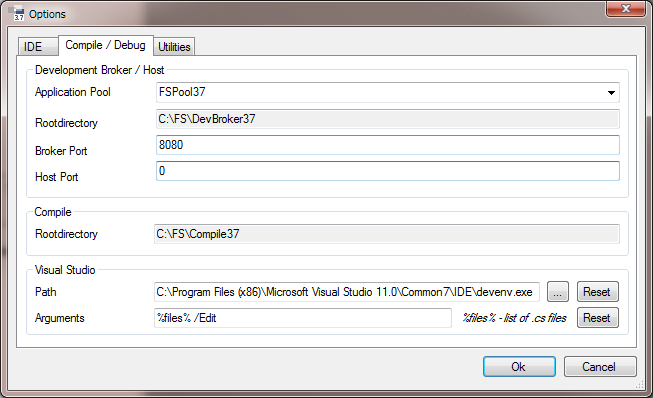 3.7 Options
IDE Compile / Debug Utilities
Development Broker / Host
Application Pool FSPool37
Rootdirectory C:\FS\DevBroker37
Broker Port 8080
Host Port 0
Compile
Rootdirectory C:\FS\Compile37
Visual Studio
Path C:\Program Files (x86)\Microsoft Visual Studio 11.0\Common7\IDE\devenv.exe ... Reset
Arguments %files% /Edit %files% - list of .cs files Reset
Ok Cancel